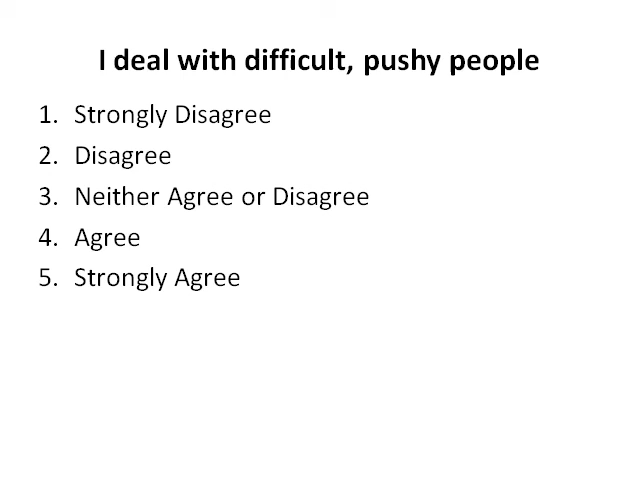 I deal with difficult, pushy people
1. Strongly Disagree
2. Disagree
3. Neither Agree or Disagree
4. Agree
5. Strongly Agree